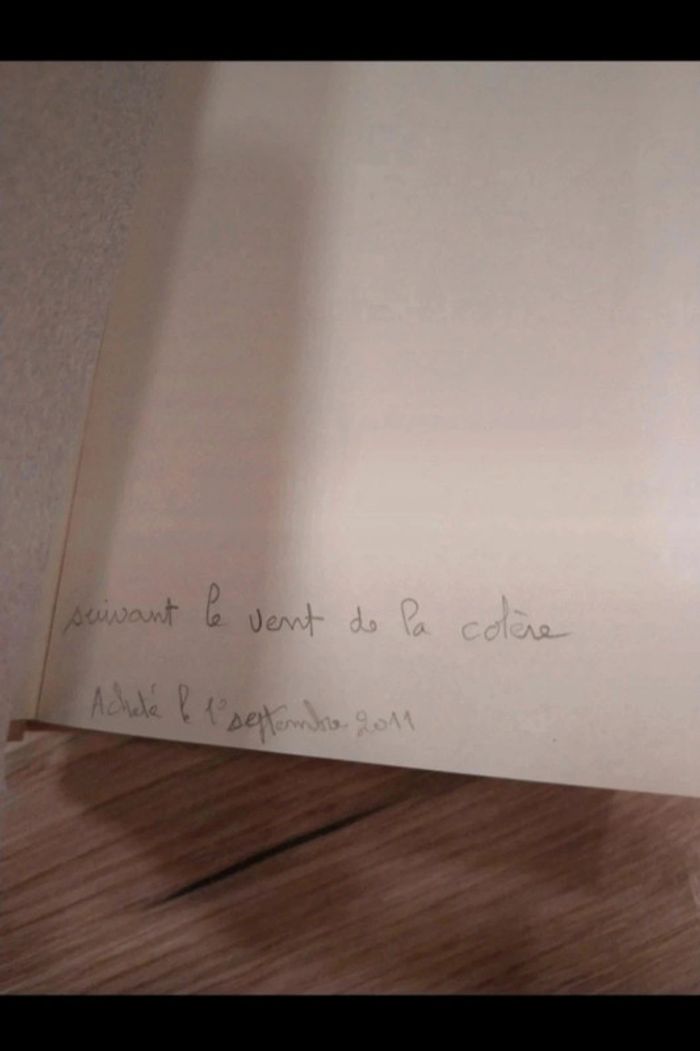 suivant le vent de la colère
Acheté le 1° septembre 2011